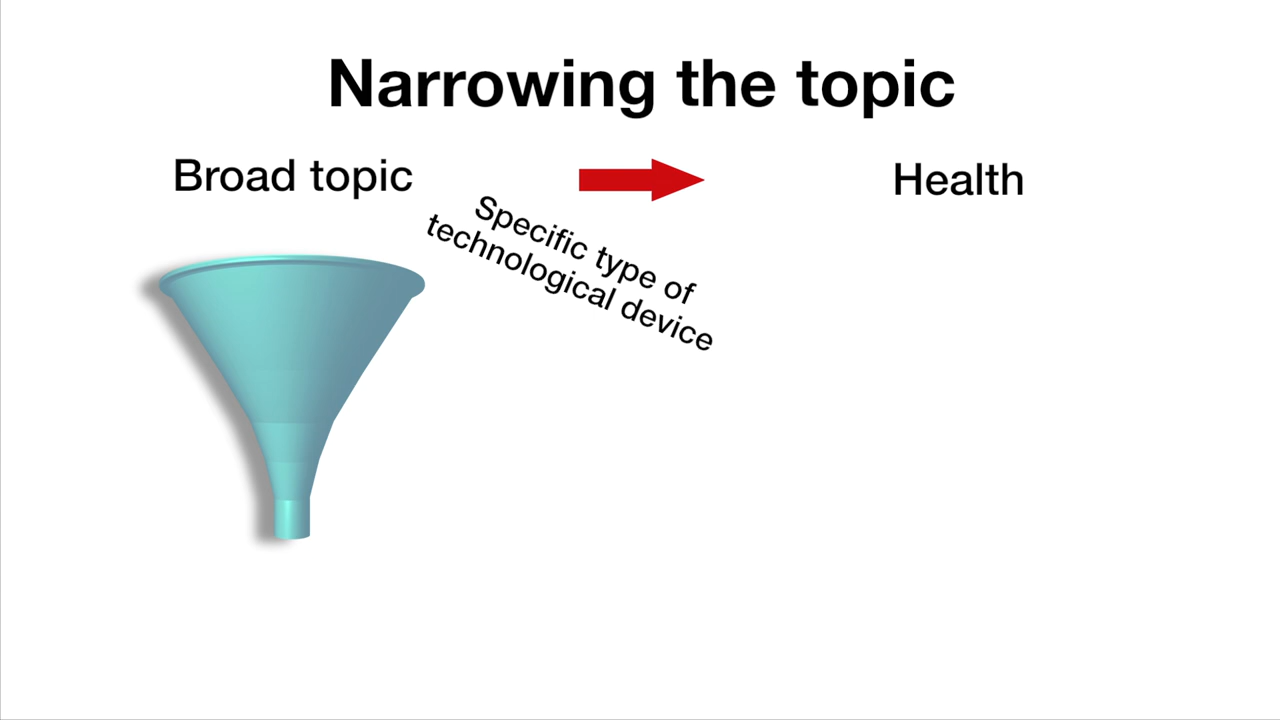 Narrowing the topic
Broad topic
Health
Specific type of
technological device